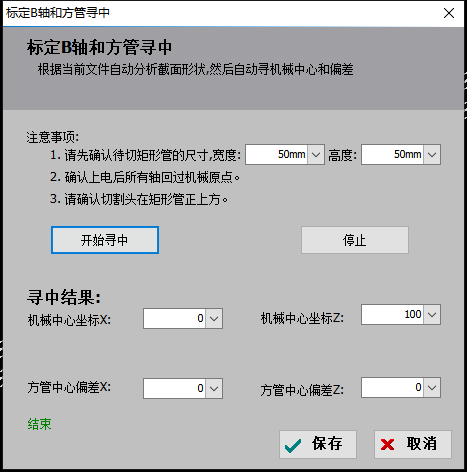 标定B轴和方管寻中
标定B轴和方管寻中
根据当前文件自动分析截面形状,然后自动寻机械中心和偏差
注意事项:
1. 请先确认待切矩形管的尺寸,宽度: 50mm 高度: 50mm
2. 确认上电后所有轴回过机械原点。
3. 请确认切割头在矩形管正上方。
开始寻中 停止
寻中结果:
机械中心坐标X: 0 机械中心坐标Z: 100
方管中心偏差X: 0 方管中心偏差Z: 0
结束
保存 取消